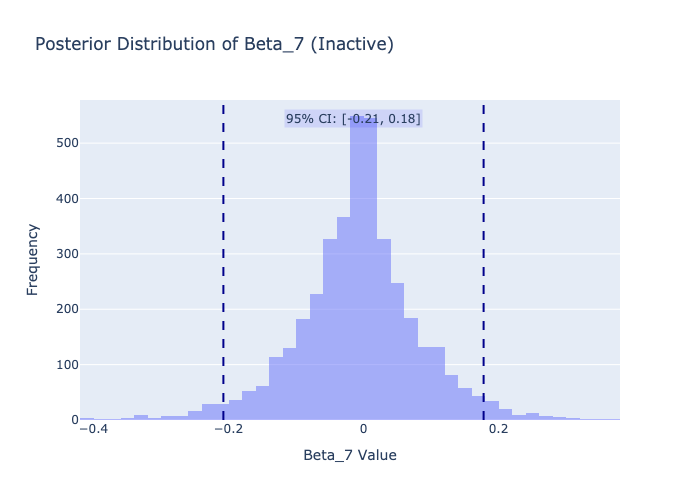 Posterior Distribution of Beta_7 (Inactive)
95% CI: [-0.21, 0.18]
500
400
300
200
100
0
Frequency
−0.4
−0.2
0
0.2
Beta_7 Value